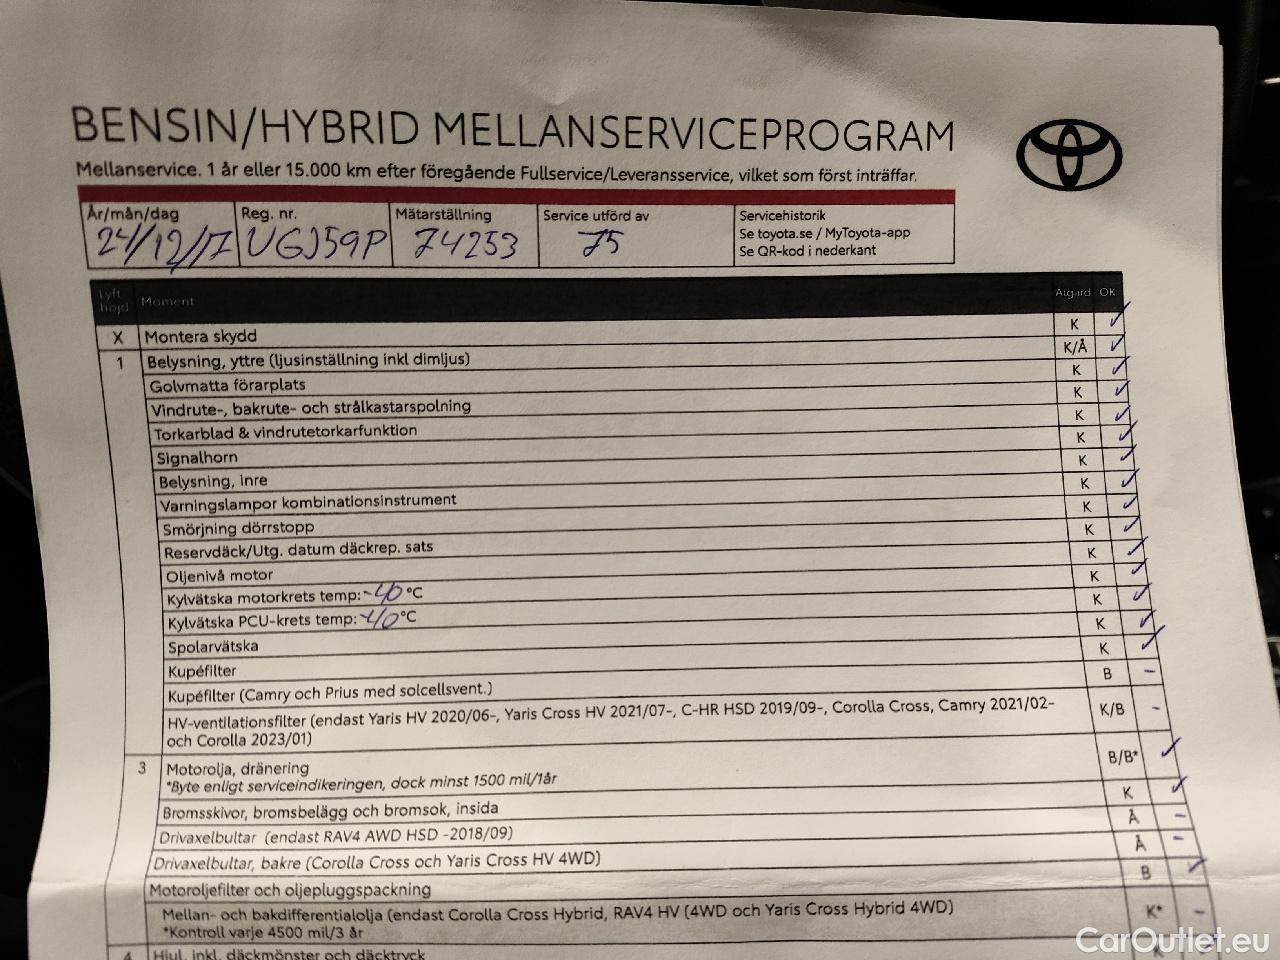 BENSIN/HYBRID MELLANSERVICEPROGRAM
Mellanservice. 1 år eller 15.000 km efter föregående Fullservice/Leveransservice, vilket som först inträffar.
År/mån/dag Reg. nr. Mätarställning Service utförd av Servicehistorik
24/12/17 UGJ59P 74253 75 Se toyota.se / MyToyota-app
Se QR-kod i nederkant
Lyft höjd Moment Åtgärd OK
X Montera skydd K ✓
1 Belysning, yttre (ljusinställning inkl dimljus) K/Å ✓
Golvmatta förarplats K ✓
Vindrute-, bakrute- och strålkastarspolning K ✓
Torkarblad & vindrutetorkarfunktion K ✓
Signalhorn K ✓
Belysning, inre K ✓
Varningslampor kombinationsinstrument K ✓
Smörjning dörrstopp K ✓
Reservdäck/Utg. datum däckrep. sats K ✓
Oljenivå motor K ✓
Kylvätska motorkrets temp: -40 °C K ✓
Kylvätska PCU-krets temp: -40 °C K ✓
Spolarvätska K ✓
Kupéfilter K ✓
Kupéfilter (Camry och Prius med solcellsvent.) B -
HV-ventilationsfilter (endast Yaris HV 2020/06-, Yaris Cross HV 2021/07-, C-HR HSD 2019/09-, Corolla Cross, Camry 2021/02- K/B -
och Corolla 2023/01)
3 Motorolja, dränering B/B* ✓
*Byte enligt serviceindikeringen, dock minst 1500 mil/1år
Bromsskivor, bromsbelägg och bromsok, insida K ✓
Drivaxelbultar (endast RAV4 AWD HSD -2018/09) Å -
Drivaxelbultar, bakre (Corolla Cross och Yaris Cross HV 4WD) Å -
Motoroljefilter och oljepluggspackning B ✓
Mellan- och bakdifferentialolja (endast Corolla Cross Hybrid, RAV4 HV (4WD och Yaris Cross Hybrid 4WD) K* -
*Kontroll varje 4500 mil/3 år
4 Hjul, inkl. däckmönster och däcktryck K
CarOutlet.eu